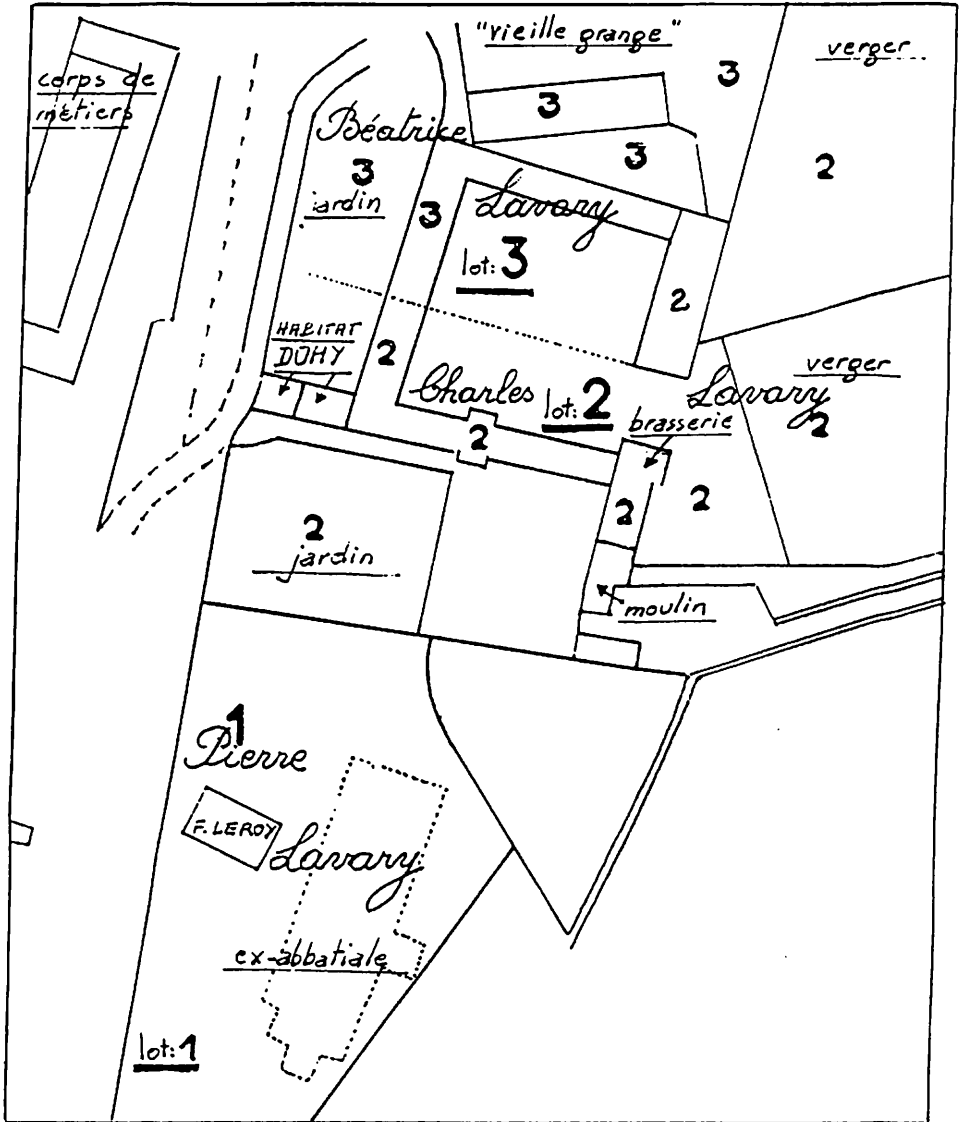 "vieille grange"
verger
corps de
métiers
3
3
Béatrice
3
3
2
jardin
3
Lavary
lot: 3
2
HABITAT
DOHY
2
verger
Charles
lot: 2
Lavary
2
brasserie
2
2
2
2
jardin
moulin
1
Pierre
F. LEROY
Lavary
ex-abbatiale
lot: 1